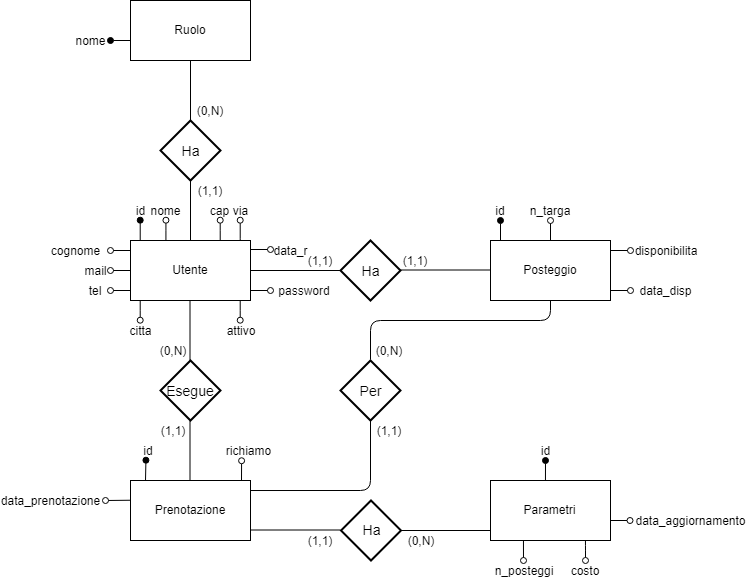 Ruolo
nome
(0,N)
Ha
(1,1)
id nome cap via
cognome data_r
mail Utente (1,1) Ha (1,1)
tel password
citta attivo
id n_targa
disponibilita
Posteggio
data_disp
(0,N) (0,N)
Esegue Per
(1,1) (1,1)
id richiamo id
data_prenotazione Prenotazione Parametri
data_aggiornamento
Ha
(1,1) (0,N)
n_posteggi costo